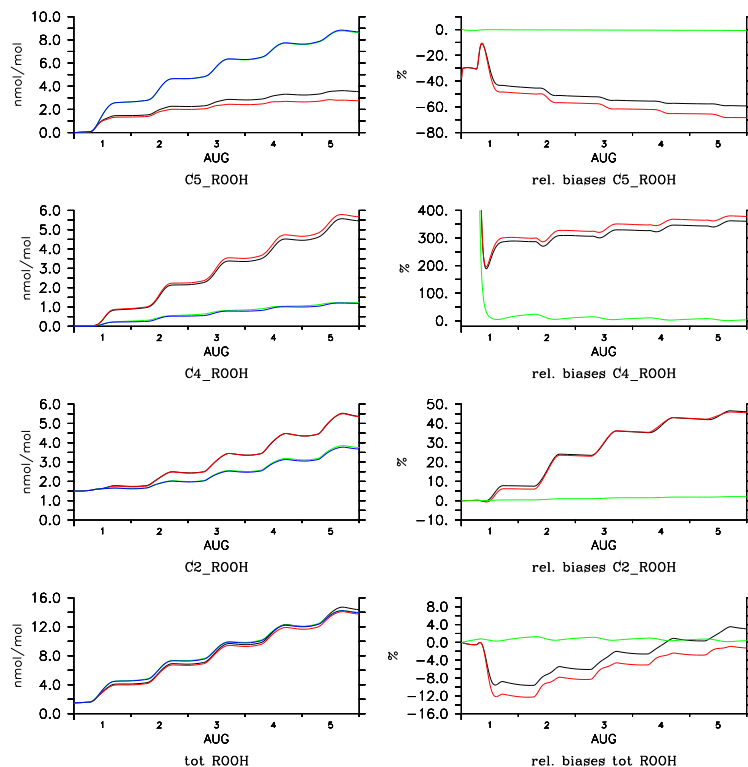 nmol/mol
10.0
8.0
6.0
4.0
2.0
0.0
1 2 3 4 5
AUG
C5_ROOH
%
0.
-20.
-40.
-60.
-80.
1 2 3 4 5
AUG
rel. biases C5_ROOH
nmol/mol
6.0
5.0
4.0
3.0
2.0
1.0
0.0
1 2 3 4 5
AUG
C4_ROOH
%
400.
300.
200.
100.
0.
1 2 3 4 5
AUG
rel. biases C4_ROOH
nmol/mol
6.0
5.0
4.0
3.0
2.0
1.0
0.0
1 2 3 4 5
AUG
C2_ROOH
%
50.
40.
30.
20.
10.
0.
-10.
1 2 3 4 5
AUG
rel. biases C2_ROOH
nmol/mol
16.0
12.0
8.0
4.0
0.0
1 2 3 4 5
AUG
tot ROOH
%
8.0
4.0
0.0
-4.0
-8.0
-12.0
-16.0
1 2 3 4 5
AUG
rel. biases tot ROOH